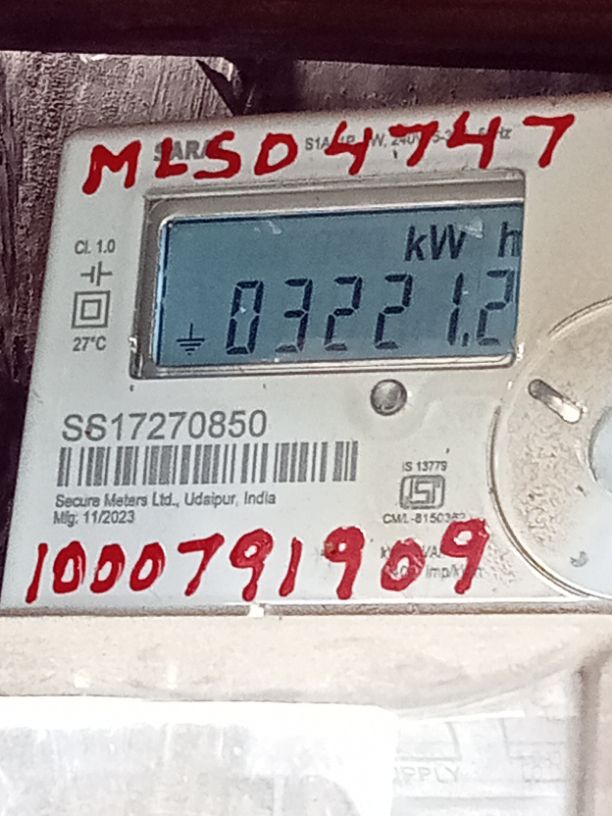 MLSD4747
Cl. 1.0
27°C
kW h
03221.2
SS17270850
Secure Meters Ltd., Udaipur, India
Mfg: 11/2023
IS 13779
1000791909